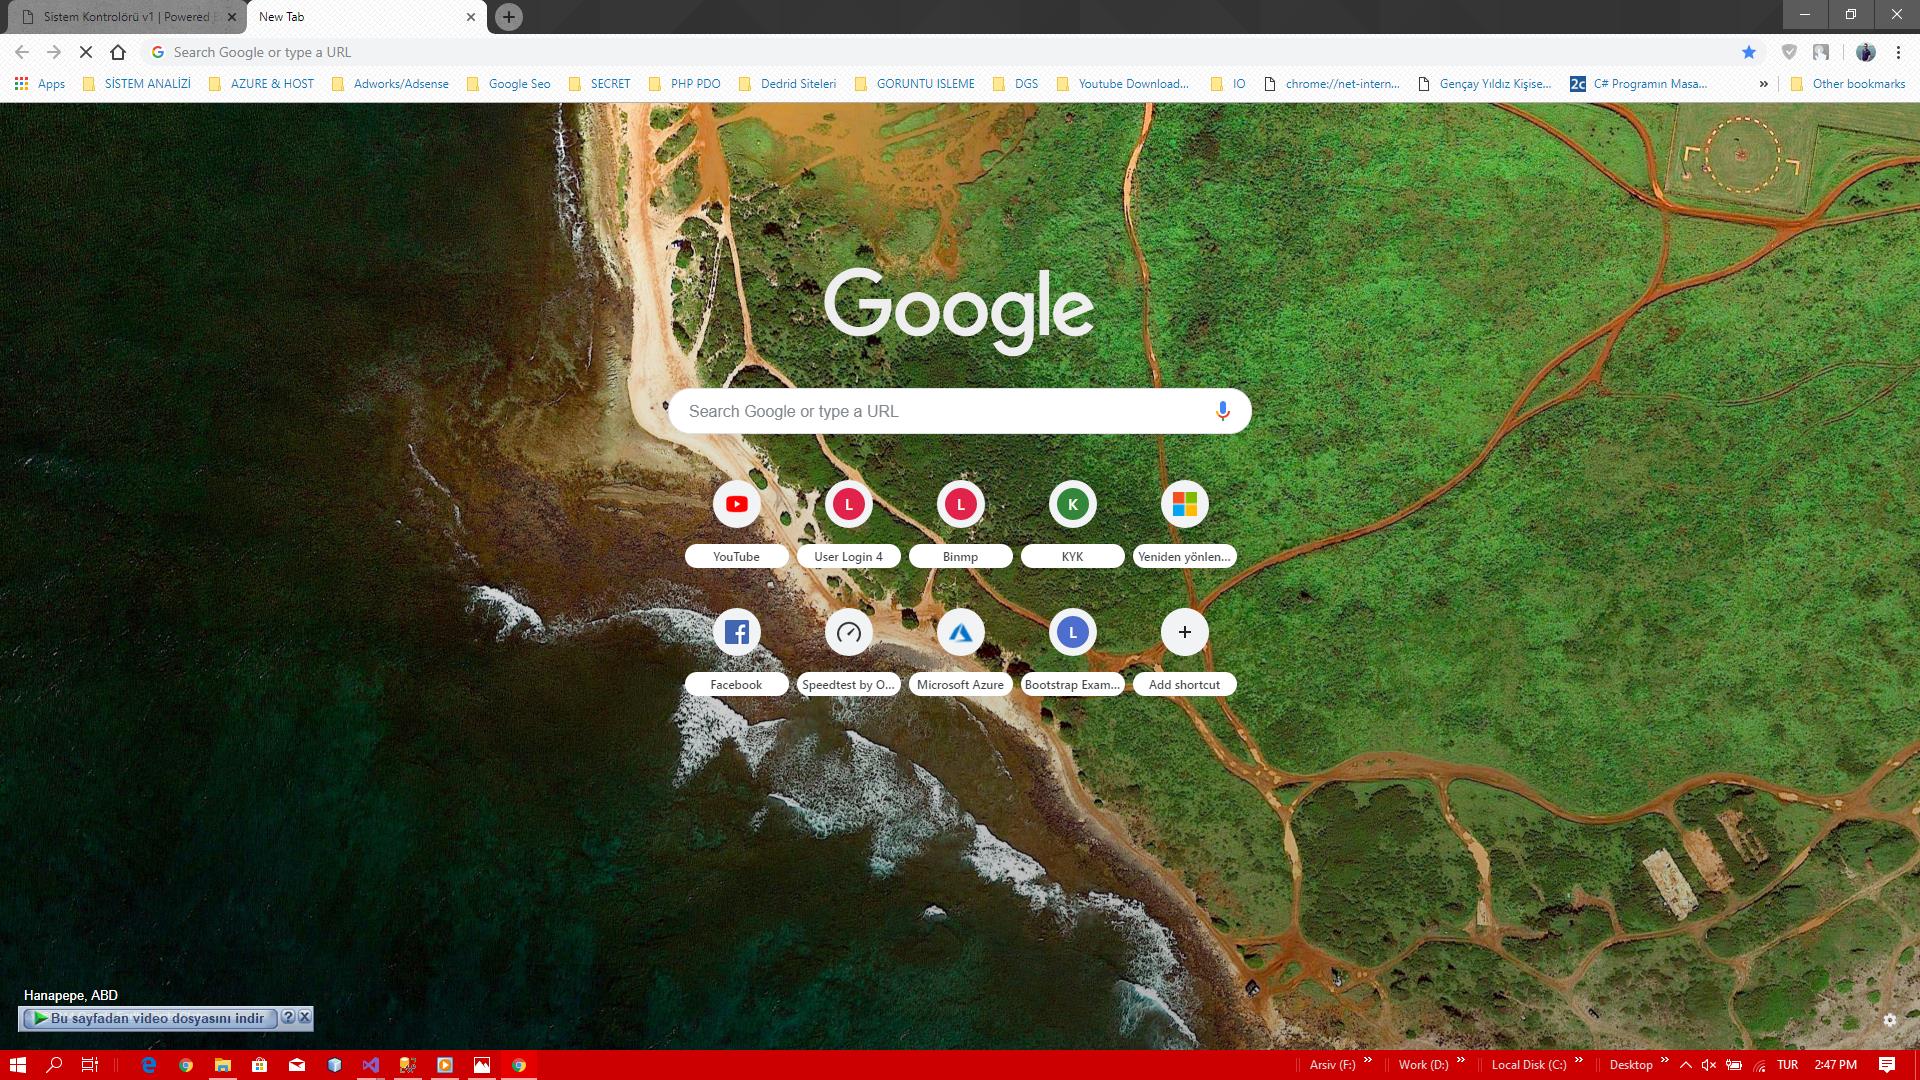 Sistem Kontrolörü v1 | Powered
New Tab
Search Google or type a URL
Apps
SİSTEM ANALİZİ
AZURE & HOST
Adworks/Adsense
Google Seo
SECRET
PHP PDO
Dedrid Siteleri
GORUNTU ISLEME
DGS
Youtube Download...
IO
chrome://net-intern...
Gençay Yıldız Kişise...
2c
C# Programın Masa...
»
Other bookmarks
Google
Search Google or type a URL
L
L
K
YouTube
User Login 4
Binmp
KYK
Yeniden yönlen...
L
Facebook
Speedtest by O...
Microsoft Azure
Bootstrap Exam...
Add shortcut
Hanapepe, ABD
Bu sayfadan video dosyasını indir
?
Arsiv (F:)
»
Work (D:)
»
Local Disk (C:)
»
Desktop
»
TUR
2:47 PM